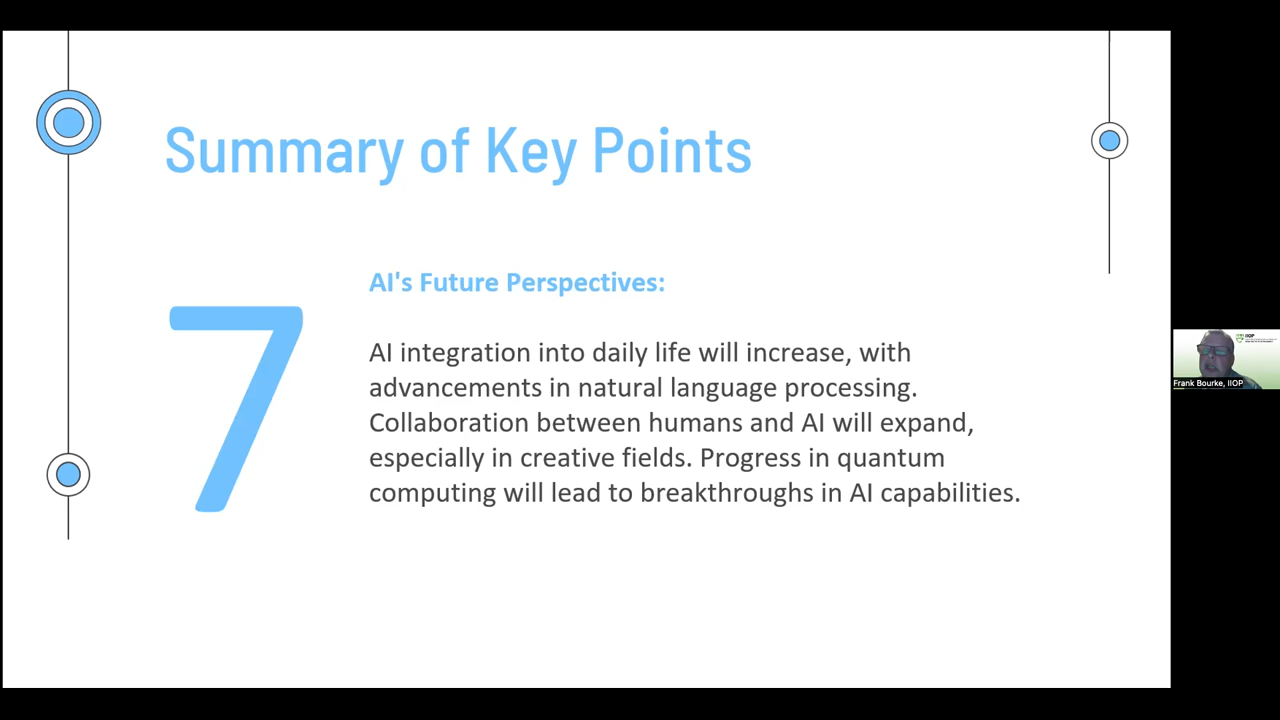 Summary of Key Points
7
AI's Future Perspectives:
AI integration into daily life will increase, with
advancements in natural language processing.
Collaboration between humans and AI will expand,
especially in creative fields. Progress in quantum
computing will lead to breakthroughs in AI capabilities.
IIOP
Frank Bourke, IIOP